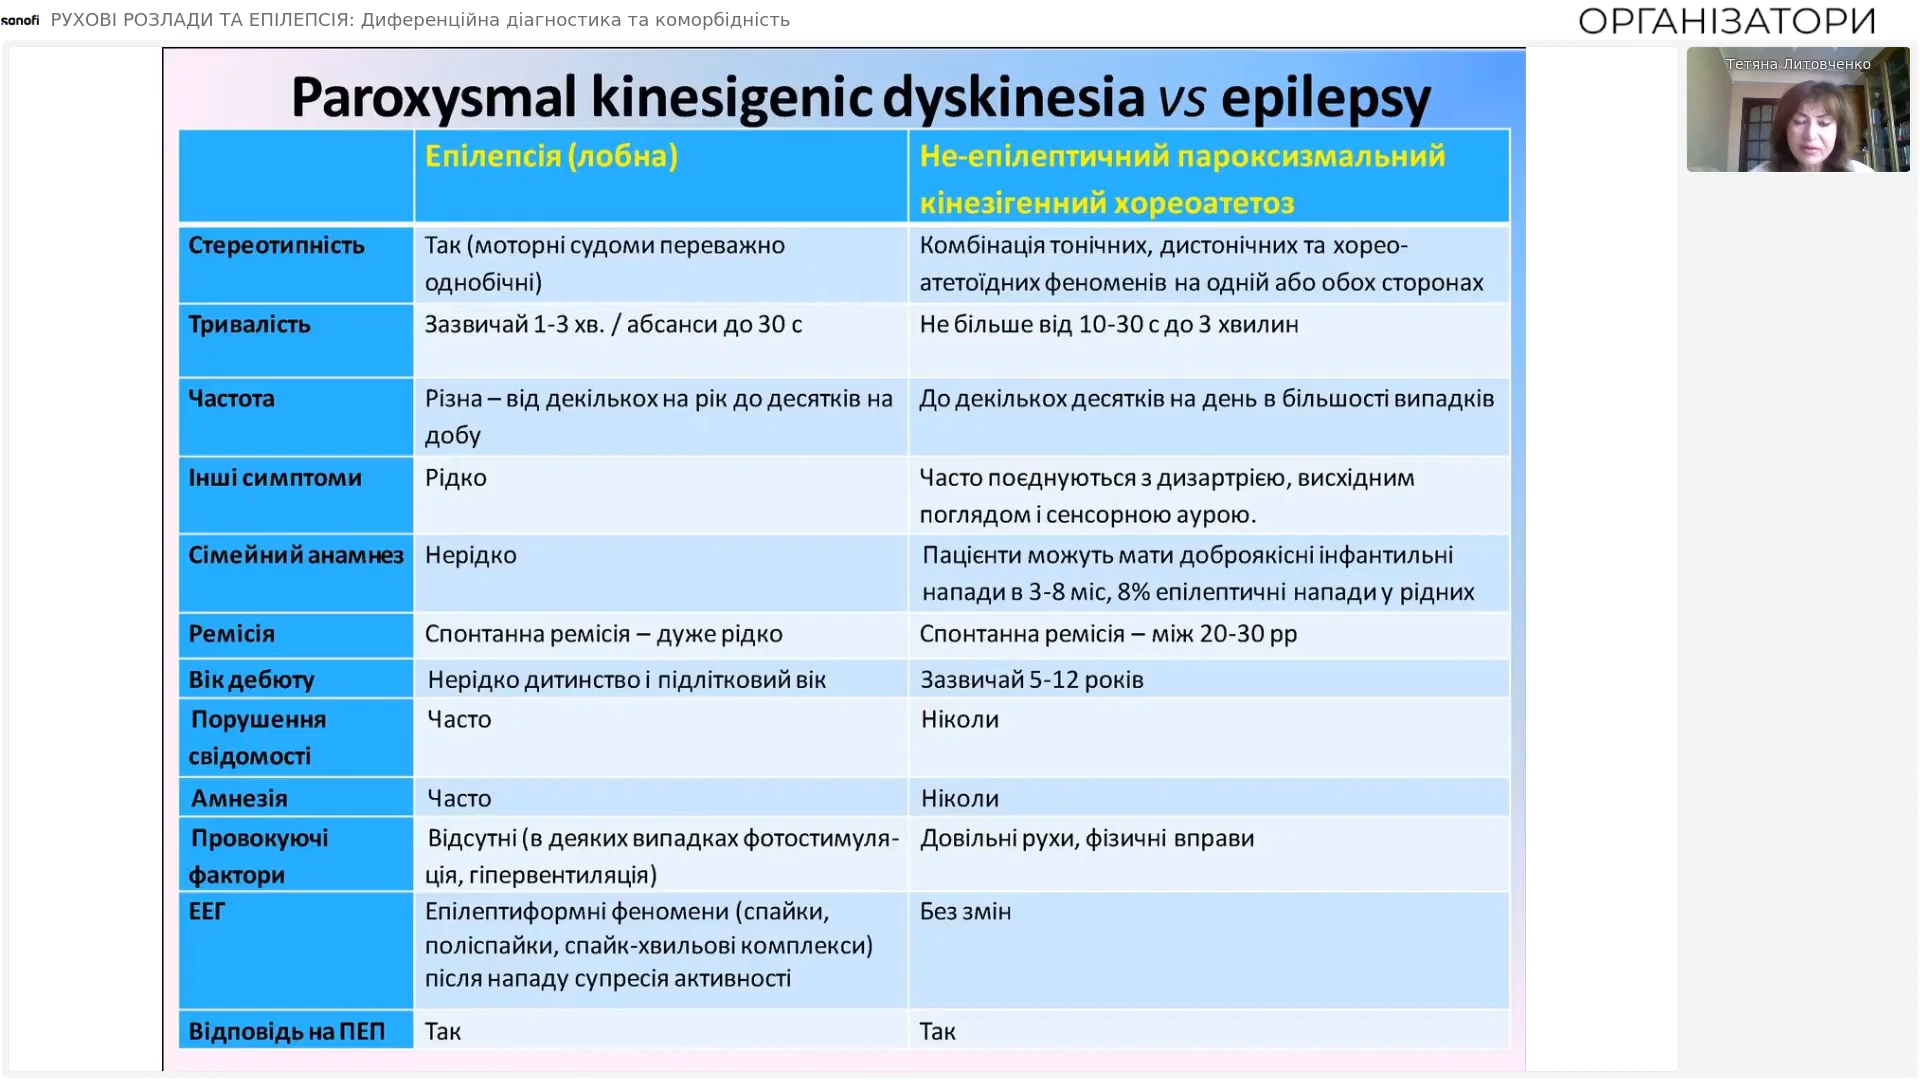 sanofi РУХОВІ РОЗЛАДИ ТА ЕПІЛЕПСІЯ: Диференційна діагностика та коморбідність
ОРГАНІЗАТОРИ
Тетяна Литовченко
Paroxysmal kinesigenic dyskinesia vs epilepsy
Епілепсія (лобна)
Не-епілептичний пароксизмальний
кінезігенний хореоатетоз
Стереотипність
Так (моторні судоми переважно
однобічні)
Комбінація тонічних, дистонічних та хорео-
атетоїдних феноменів на одній або обох сторонах
Тривалість
Зазвичай 1-3 хв. / абсанси до 30 с
Не більше від 10-30 с до 3 хвилин
Частота
Різна – від декількох на рік до десятків на
добу
До декількох десятків на день в більшості випадків
Інші симптоми
Рідко
Часто поєднуються з дизартрією, висхідним
поглядом і сенсорною аурою.
Сімейний анамнез
Нерідко
Пацієнти можуть мати доброякісні інфантильні
напади в 3-8 міс, 8% епілептичні напади у рідних
Ремісія
Спонтанна ремісія – дуже рідко
Спонтанна ремісія – між 20-30 рр
Вік дебюту
Нерідко дитинство і підлітковий вік
Зазвичай 5-12 років
Порушення
свідомості
Часто
Ніколи
Амнезія
Часто
Ніколи
Провокуючі
фактори
Відсутні (в деяких випадках фотостимуля-
ція, гіпервентиляція)
Довільні рухи, фізичні вправи
ЕЕГ
Епілептиформні феномени (спайки,
поліспайки, спайк-хвильові комплекси)
після нападу супресія активності
Без змін
Відповідь на ПЕП
Так
Так